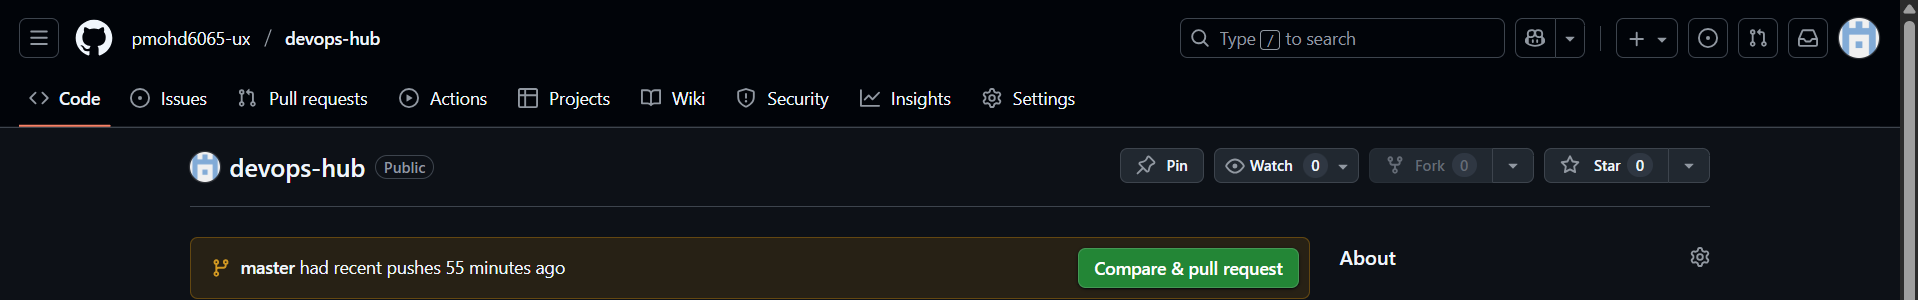 pmohd6065-ux / devops-hub
Type / to search
Code Issues Pull requests Actions Projects Wiki Security Insights Settings
devops-hub Public
Pin Watch 0 Fork 0 Star 0
master had recent pushes 55 minutes ago
Compare & pull request
About